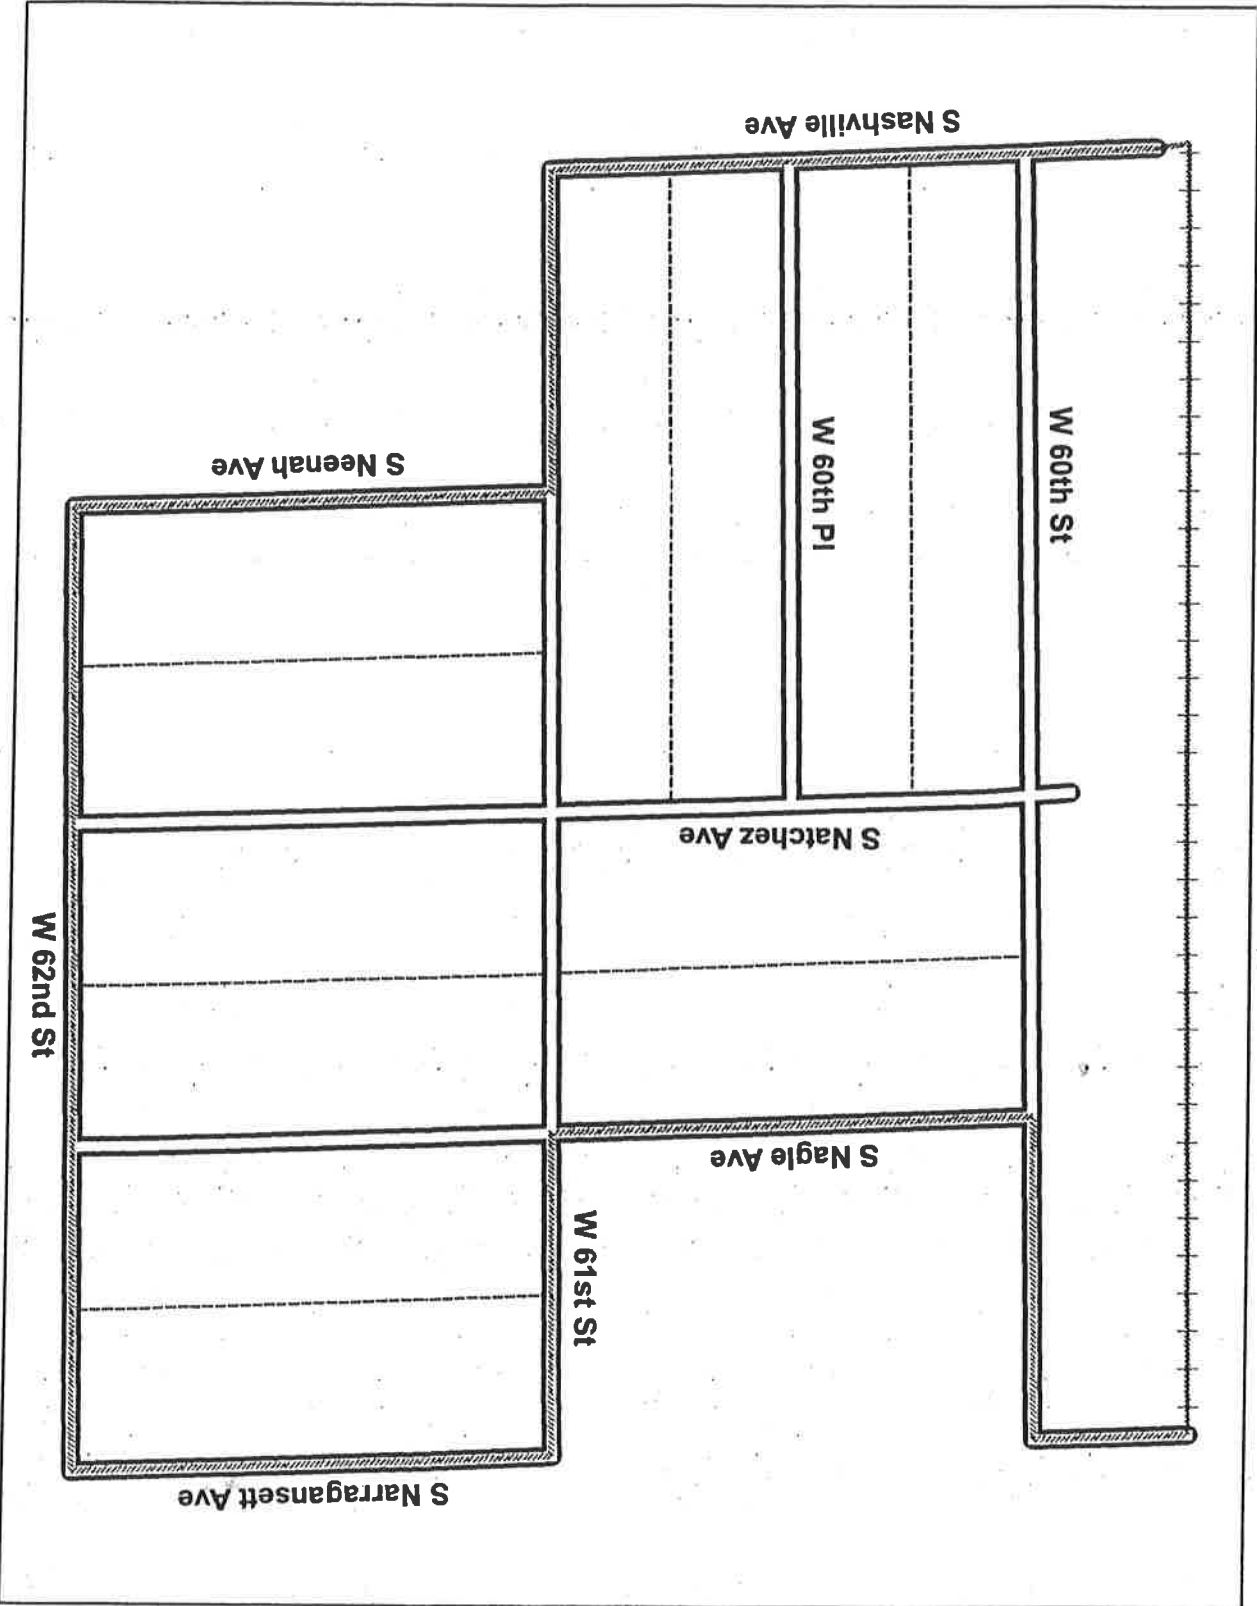 S Nashville Ave
W 60th St
W 60th Pl
S Neenah Ave
S Natchez Ave
W 62nd St
S Nagle Ave
W 61st St
S Narragansett Ave